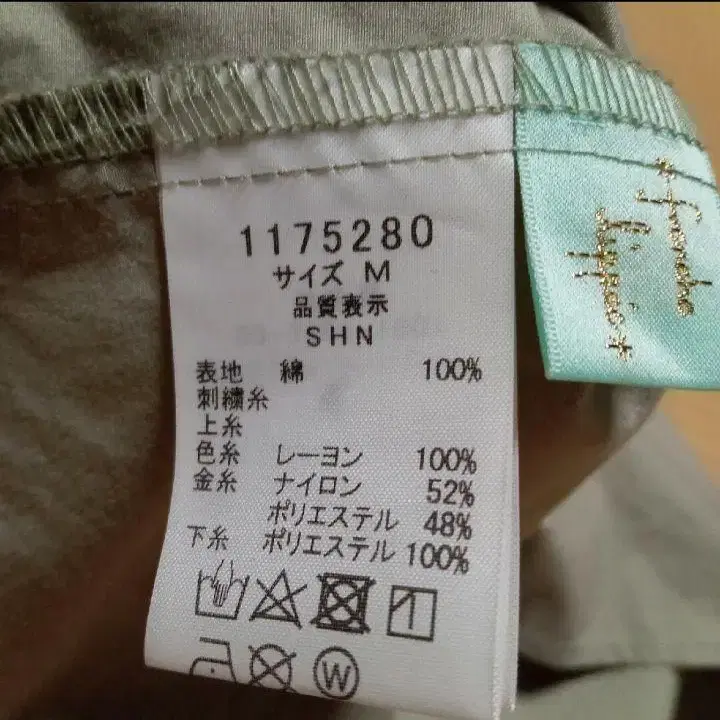 1175280
サイズ M
品質表示
SHN
表地 綿 100%
刺繍糸
上糸
色糸 レーヨン 100%
金糸 ナイロン 52%
ポリエステル 48%
下糸 ポリエステル 100%
W
franche
lippée